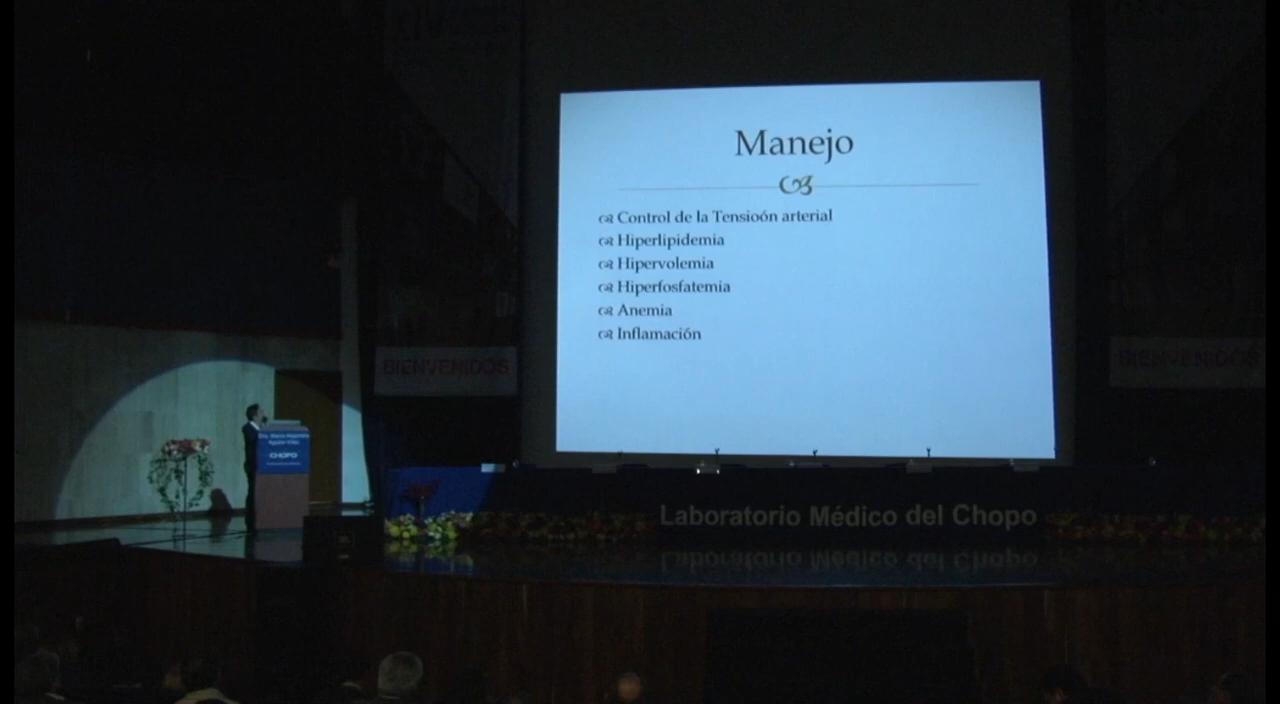 Manejo
Control de la Tensioón arterial
Hiperlipidemia
Hipervolemia
Hiperfosfatemia
Anemia
Inflamación
BIENVENIDOS
BIENVENIDOS
CHOPO
Laboratorio Médico del Chopo